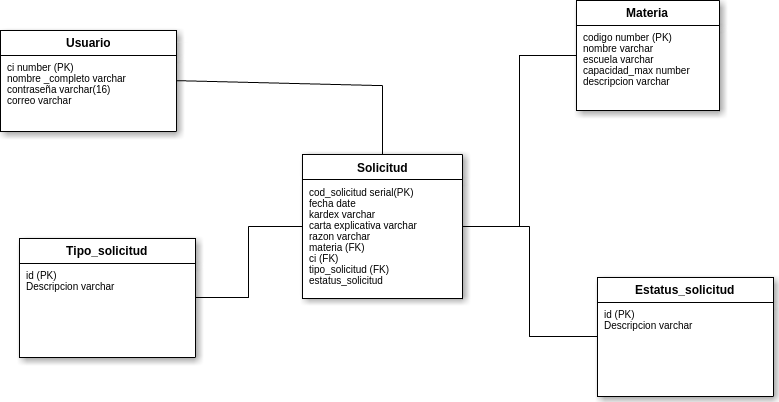 Usuario
ci number (PK)
nombre _completo varchar
contraseña varchar(16)
correo varchar
Materia
codigo number (PK)
nombre varchar
escuela varchar
capacidad_max number
descripcion varchar
Solicitud
cod_solicitud serial(PK)
fecha date
kardex varchar
carta explicativa varchar
razon varchar
materia (FK)
ci (FK)
tipo_solicitud (FK)
estatus_solicitud
Tipo_solicitud
id (PK)
Descripcion varchar
Estatus_solicitud
id (PK)
Descripcion varchar